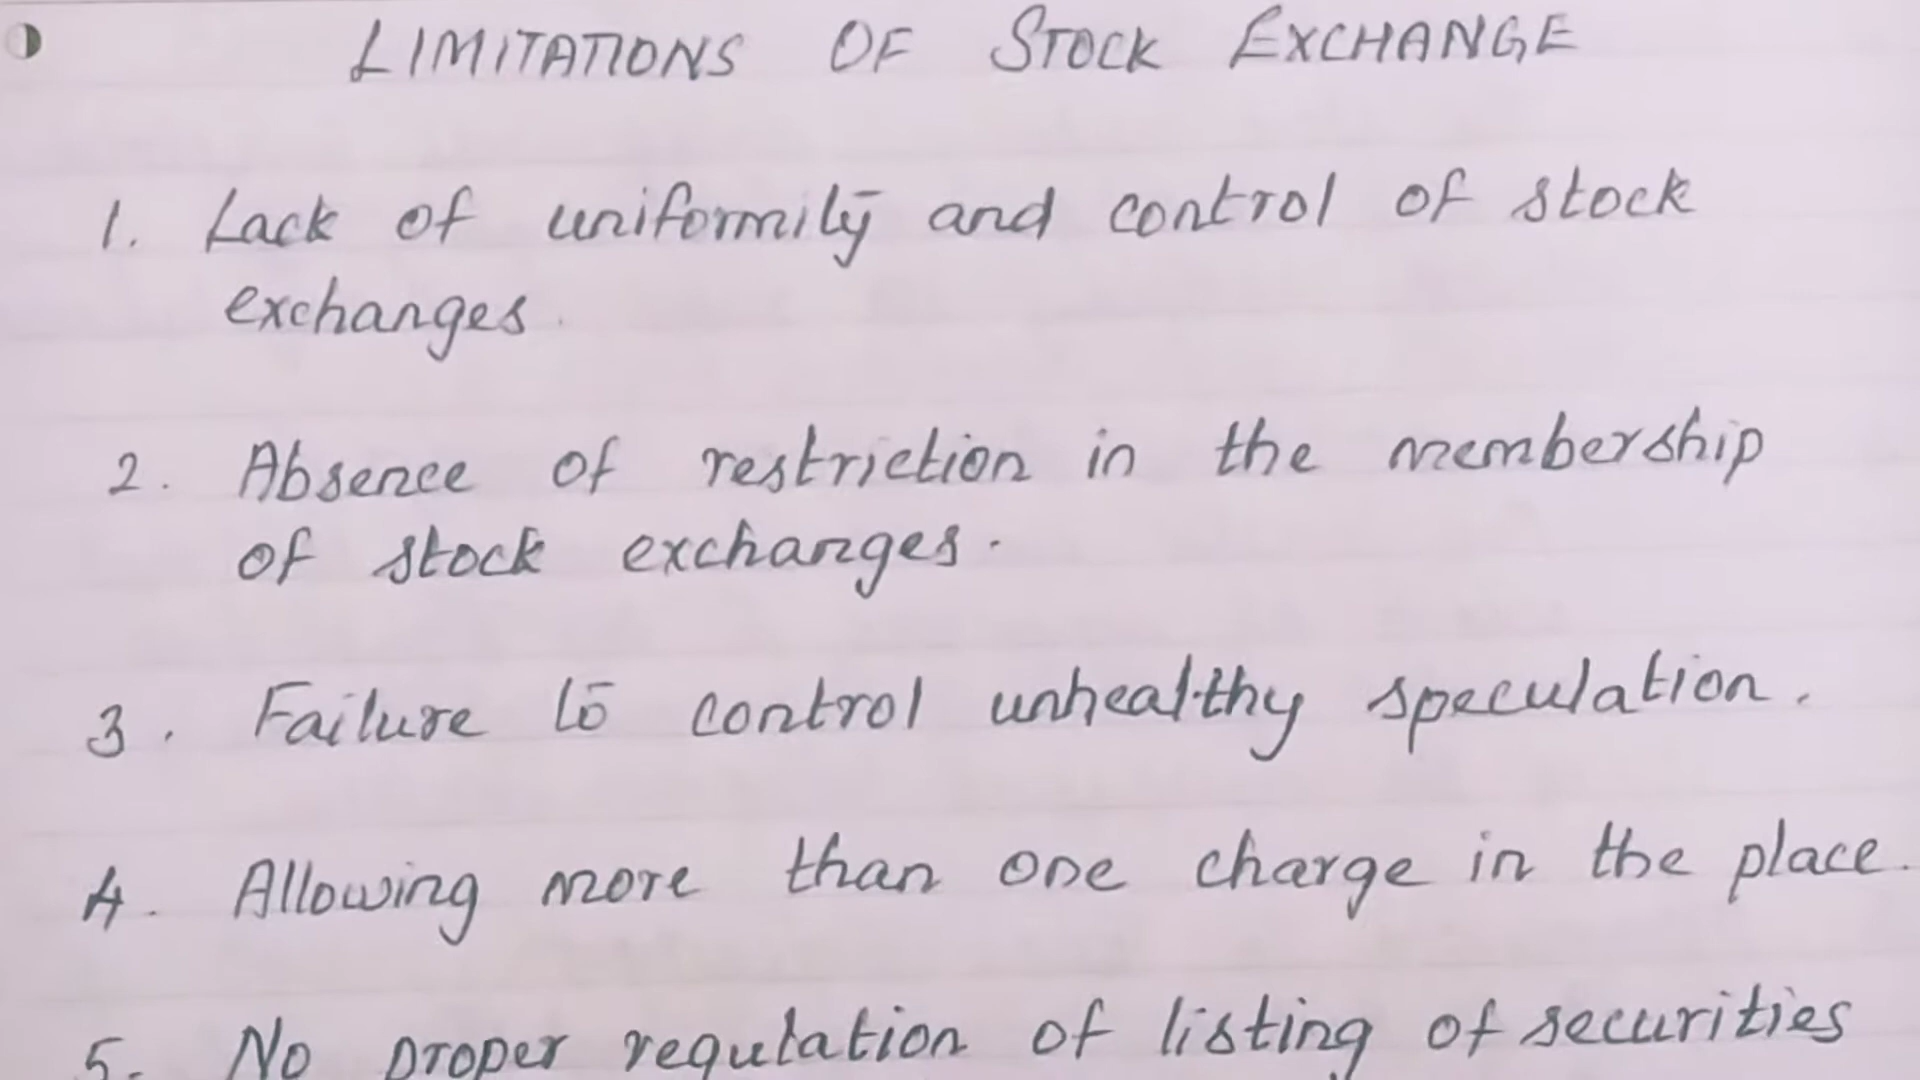 LIMITATIONS OF STOCK EXCHANGE
1. Lack of uniformity and control of stock
exchanges.
2. Absence of restriction in the membership
of stock exchanges.
3. Failure to control unhealthy speculation.
4. Allowing more than one charge in the place.
5. No proper regulation of listing of securities